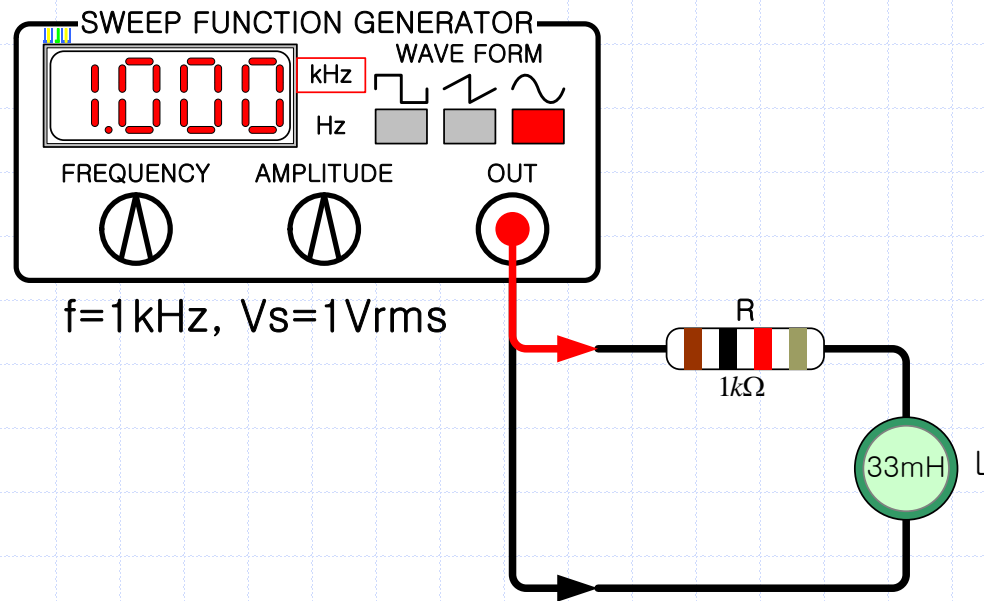 SWEEP FUNCTION GENERATOR
1.000
kHz
Hz
WAVE FORM
FREQUENCY
AMPLITUDE
OUT
f=1kHz, Vs=1Vrms
R
1kΩ
33mH
L